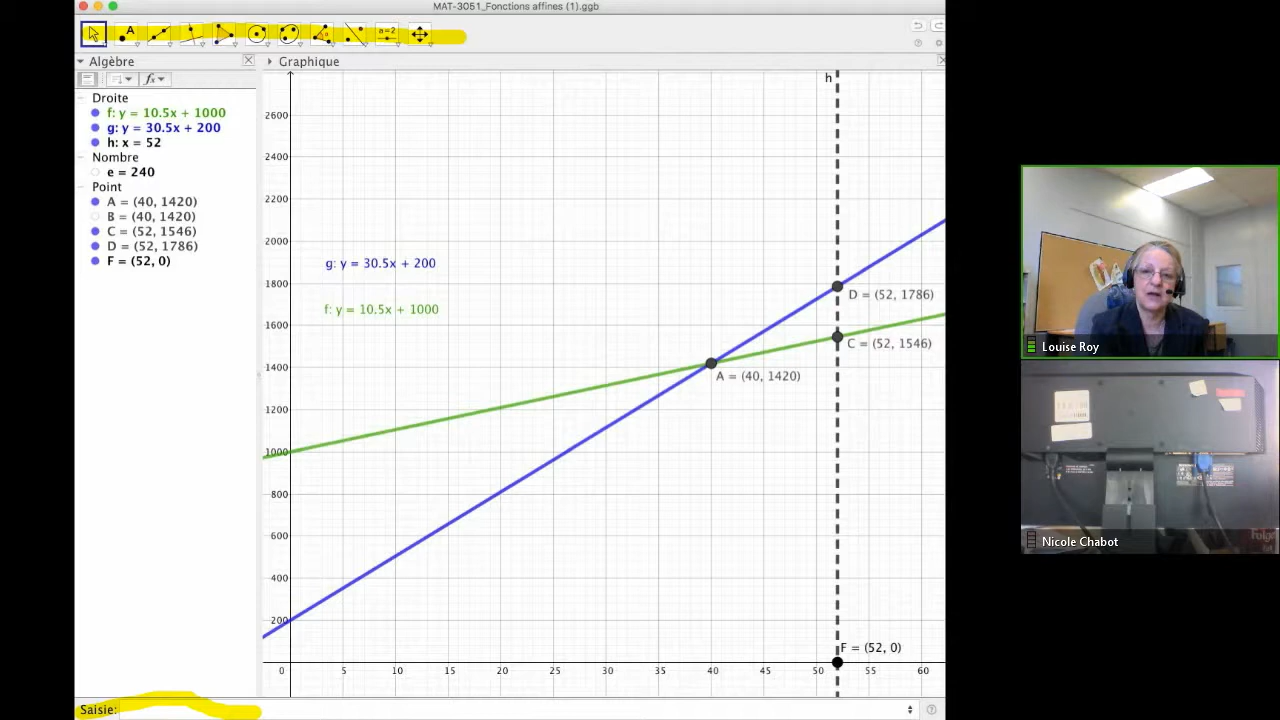 MAT-3051_Fonctions affines (1).ggb
A
a=2
Algèbre
Graphique
fx
Droite
f: y = 10.5x + 1000
g: y = 30.5x + 200
h: x = 52
Nombre
e = 240
Point
A = (40, 1420)
B = (40, 1420)
C = (52, 1546)
D = (52, 1786)
F = (52, 0)
h
2600
2400
2200
2000
1800
1600
1400
1200
1000
800
600
400
200
g: y = 30.5x + 200
f: y = 10.5x + 1000
D = (52, 1786)
C = (52, 1546)
A = (40, 1420)
F = (52, 0)
0 5 10 15 20 25 30 35 40 45 50 55 60
Saisie:
Louise Roy
Nicole Chabot